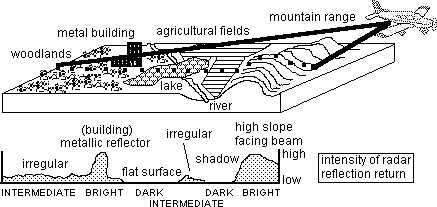 mountain range
metal building
agricultural fields
woodlands
lake
river
(building)
metallic reflector
irregular
high slope
facing beam
irregular
flat surface
shadow
high
low
intensity of radar
reflection return
INTERMEDIATE BRIGHT DARK INTERMEDIATE DARK BRIGHT